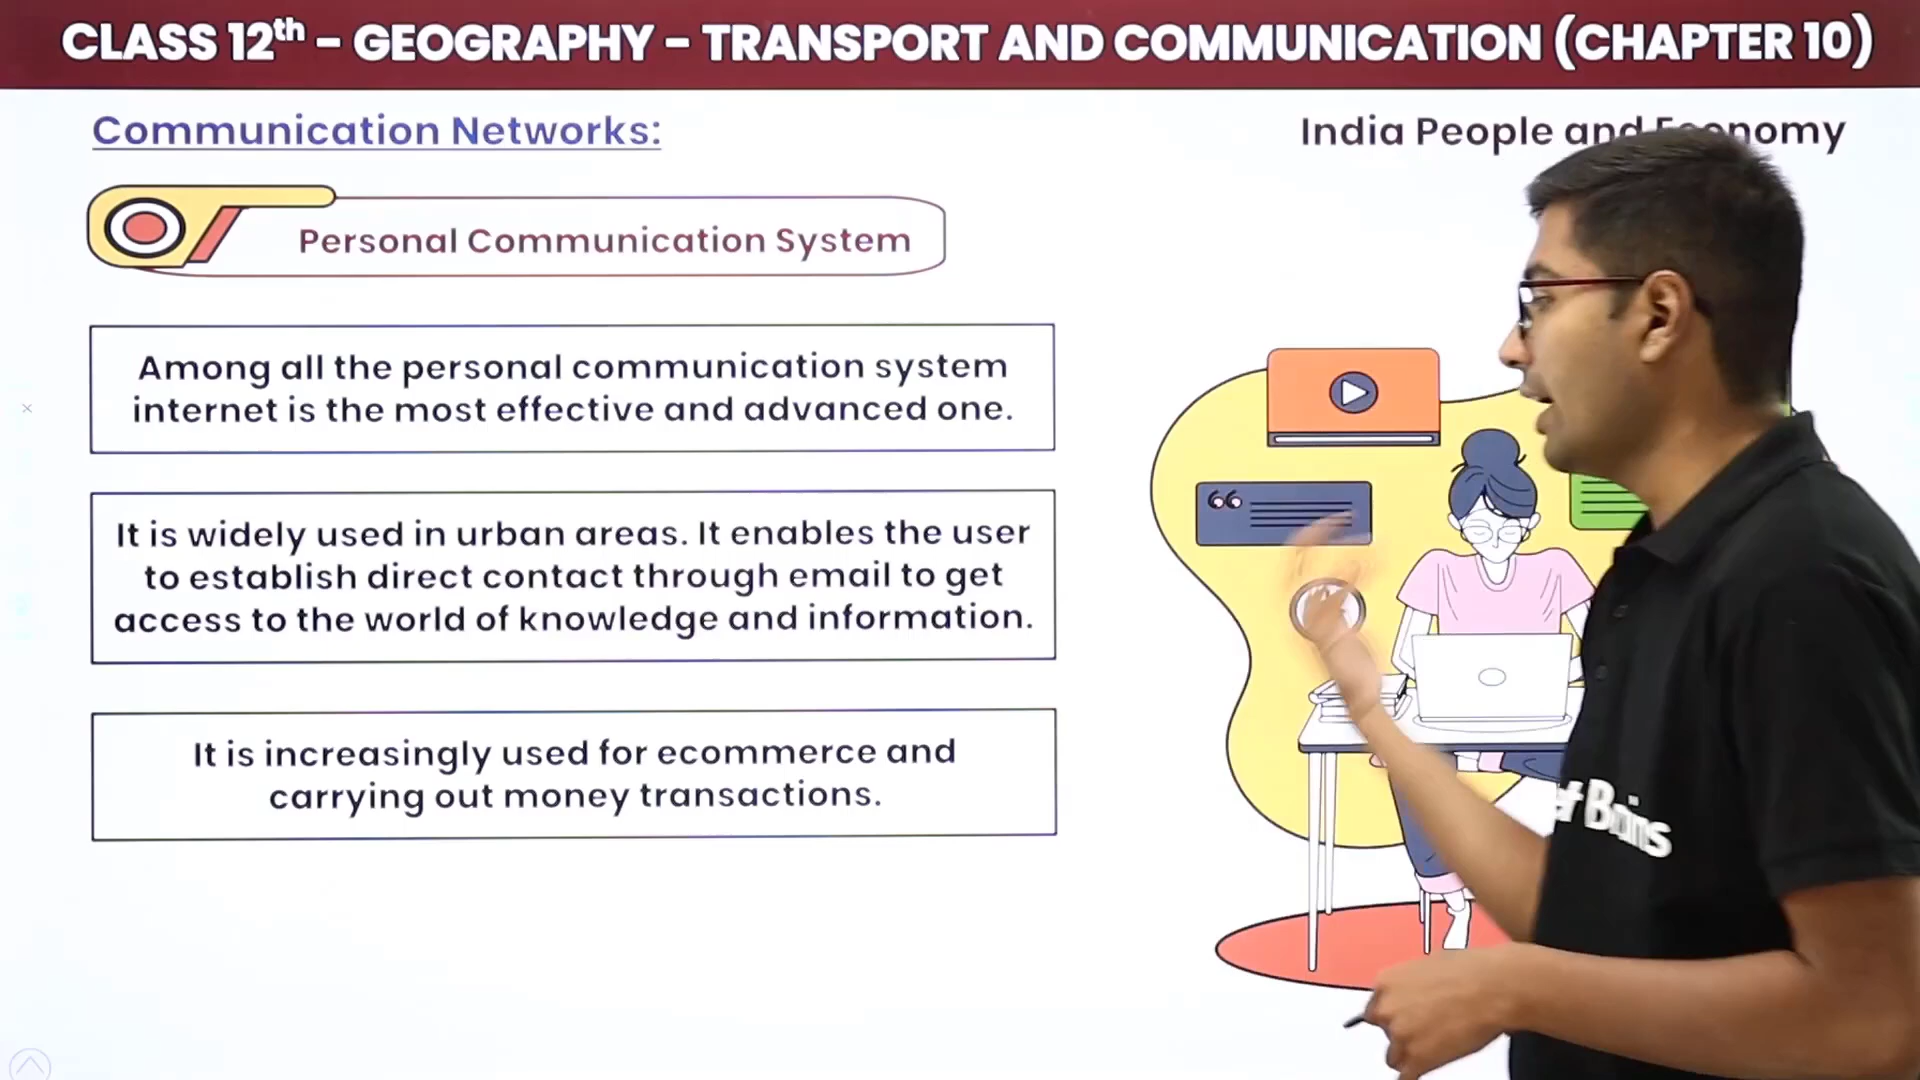 CLASS 12th - GEOGRAPHY - TRANSPORT AND COMMUNICATION (CHAPTER 10)
Communication Networks:
India People and Economy
Personal Communication System
Among all the personal communication system
internet is the most effective and advanced one.
It is widely used in urban areas. It enables the user
to establish direct contact through email to get
access to the world of knowledge and information.
It is increasingly used for ecommerce and
carrying out money transactions.
Brains